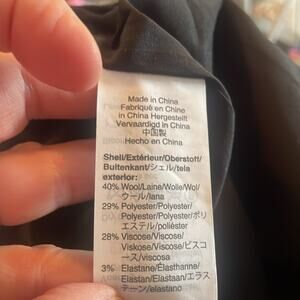 Made in China
Fabriqué en Chine
in China Hergestellt
Vervaardigd in China
中国製
Hecho en China
Shell/Extérieur/Oberstoff/
Buitenkant/シェル/tela
exterior:
40% Wool/Laine/Wolle/Wol/
ウール/lana
29% Polyester/Polyester/
Polyester/Polyester/ポリ
エステル/poliéster
28% Viscose/Viscose/
Viskose/Viscose/ビスコ
ース/viscosa
3% Elastane/Élasthanne/
Elastan/Elastaan/エラス
テーン/elastano